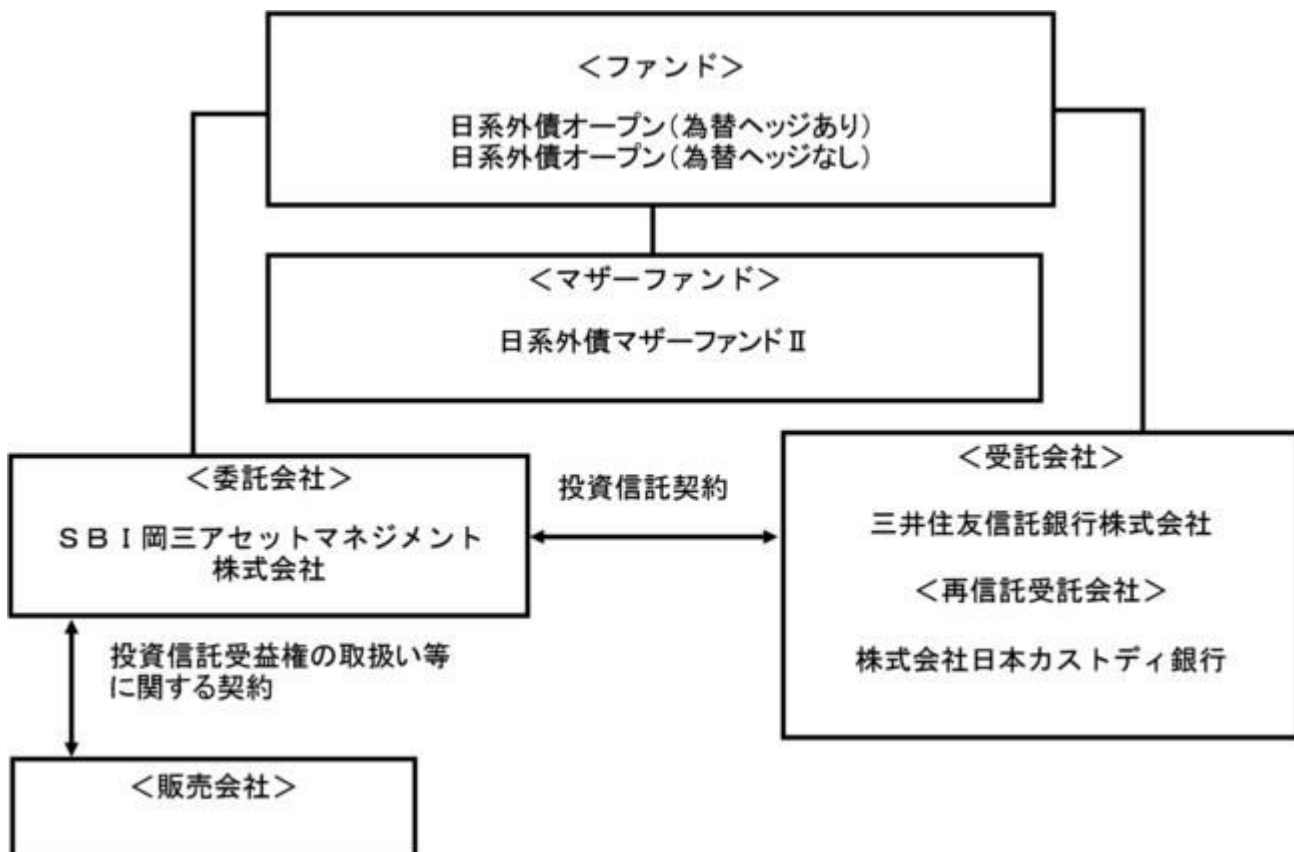 ＜ファンド＞
日系外債オープン（為替ヘッジあり）
日系外債オープン（為替ヘッジなし）
＜マザーファンド＞
日系外債マザーファンドⅡ
＜委託会社＞
ＳＢＩ岡三アセットマネジメント
株式会社
投資信託契約
＜受託会社＞
三井住友信託銀行株式会社
＜再信託受託会社＞
株式会社日本カストディ銀行
投資信託受益権の取扱い等
に関する契約
＜販売会社＞